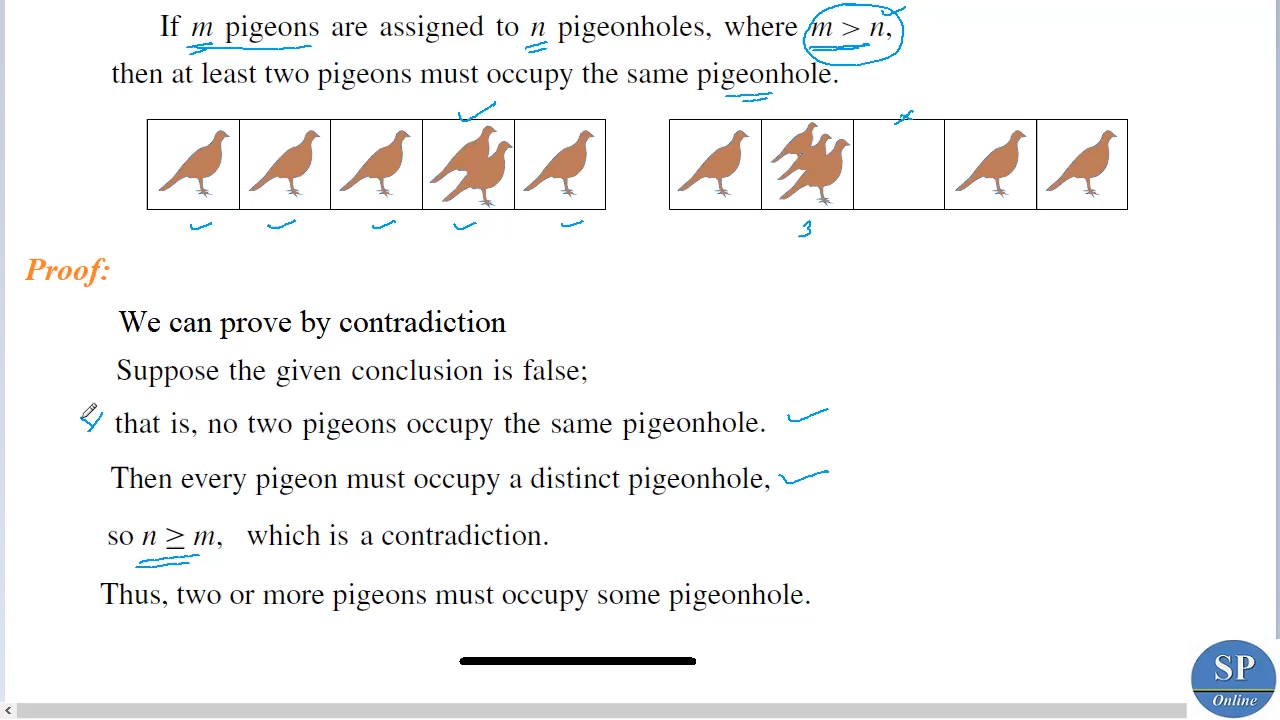 If m pigeons are assigned to n pigeonholes, where m > n,
then at least two pigeons must occupy the same pigeonhole.
3
Proof:
We can prove by contradiction
Suppose the given conclusion is false;
that is, no two pigeons occupy the same pigeonhole.
Then every pigeon must occupy a distinct pigeonhole,
so n ≥ m, which is a contradiction.
Thus, two or more pigeons must occupy some pigeonhole.
SP
Online